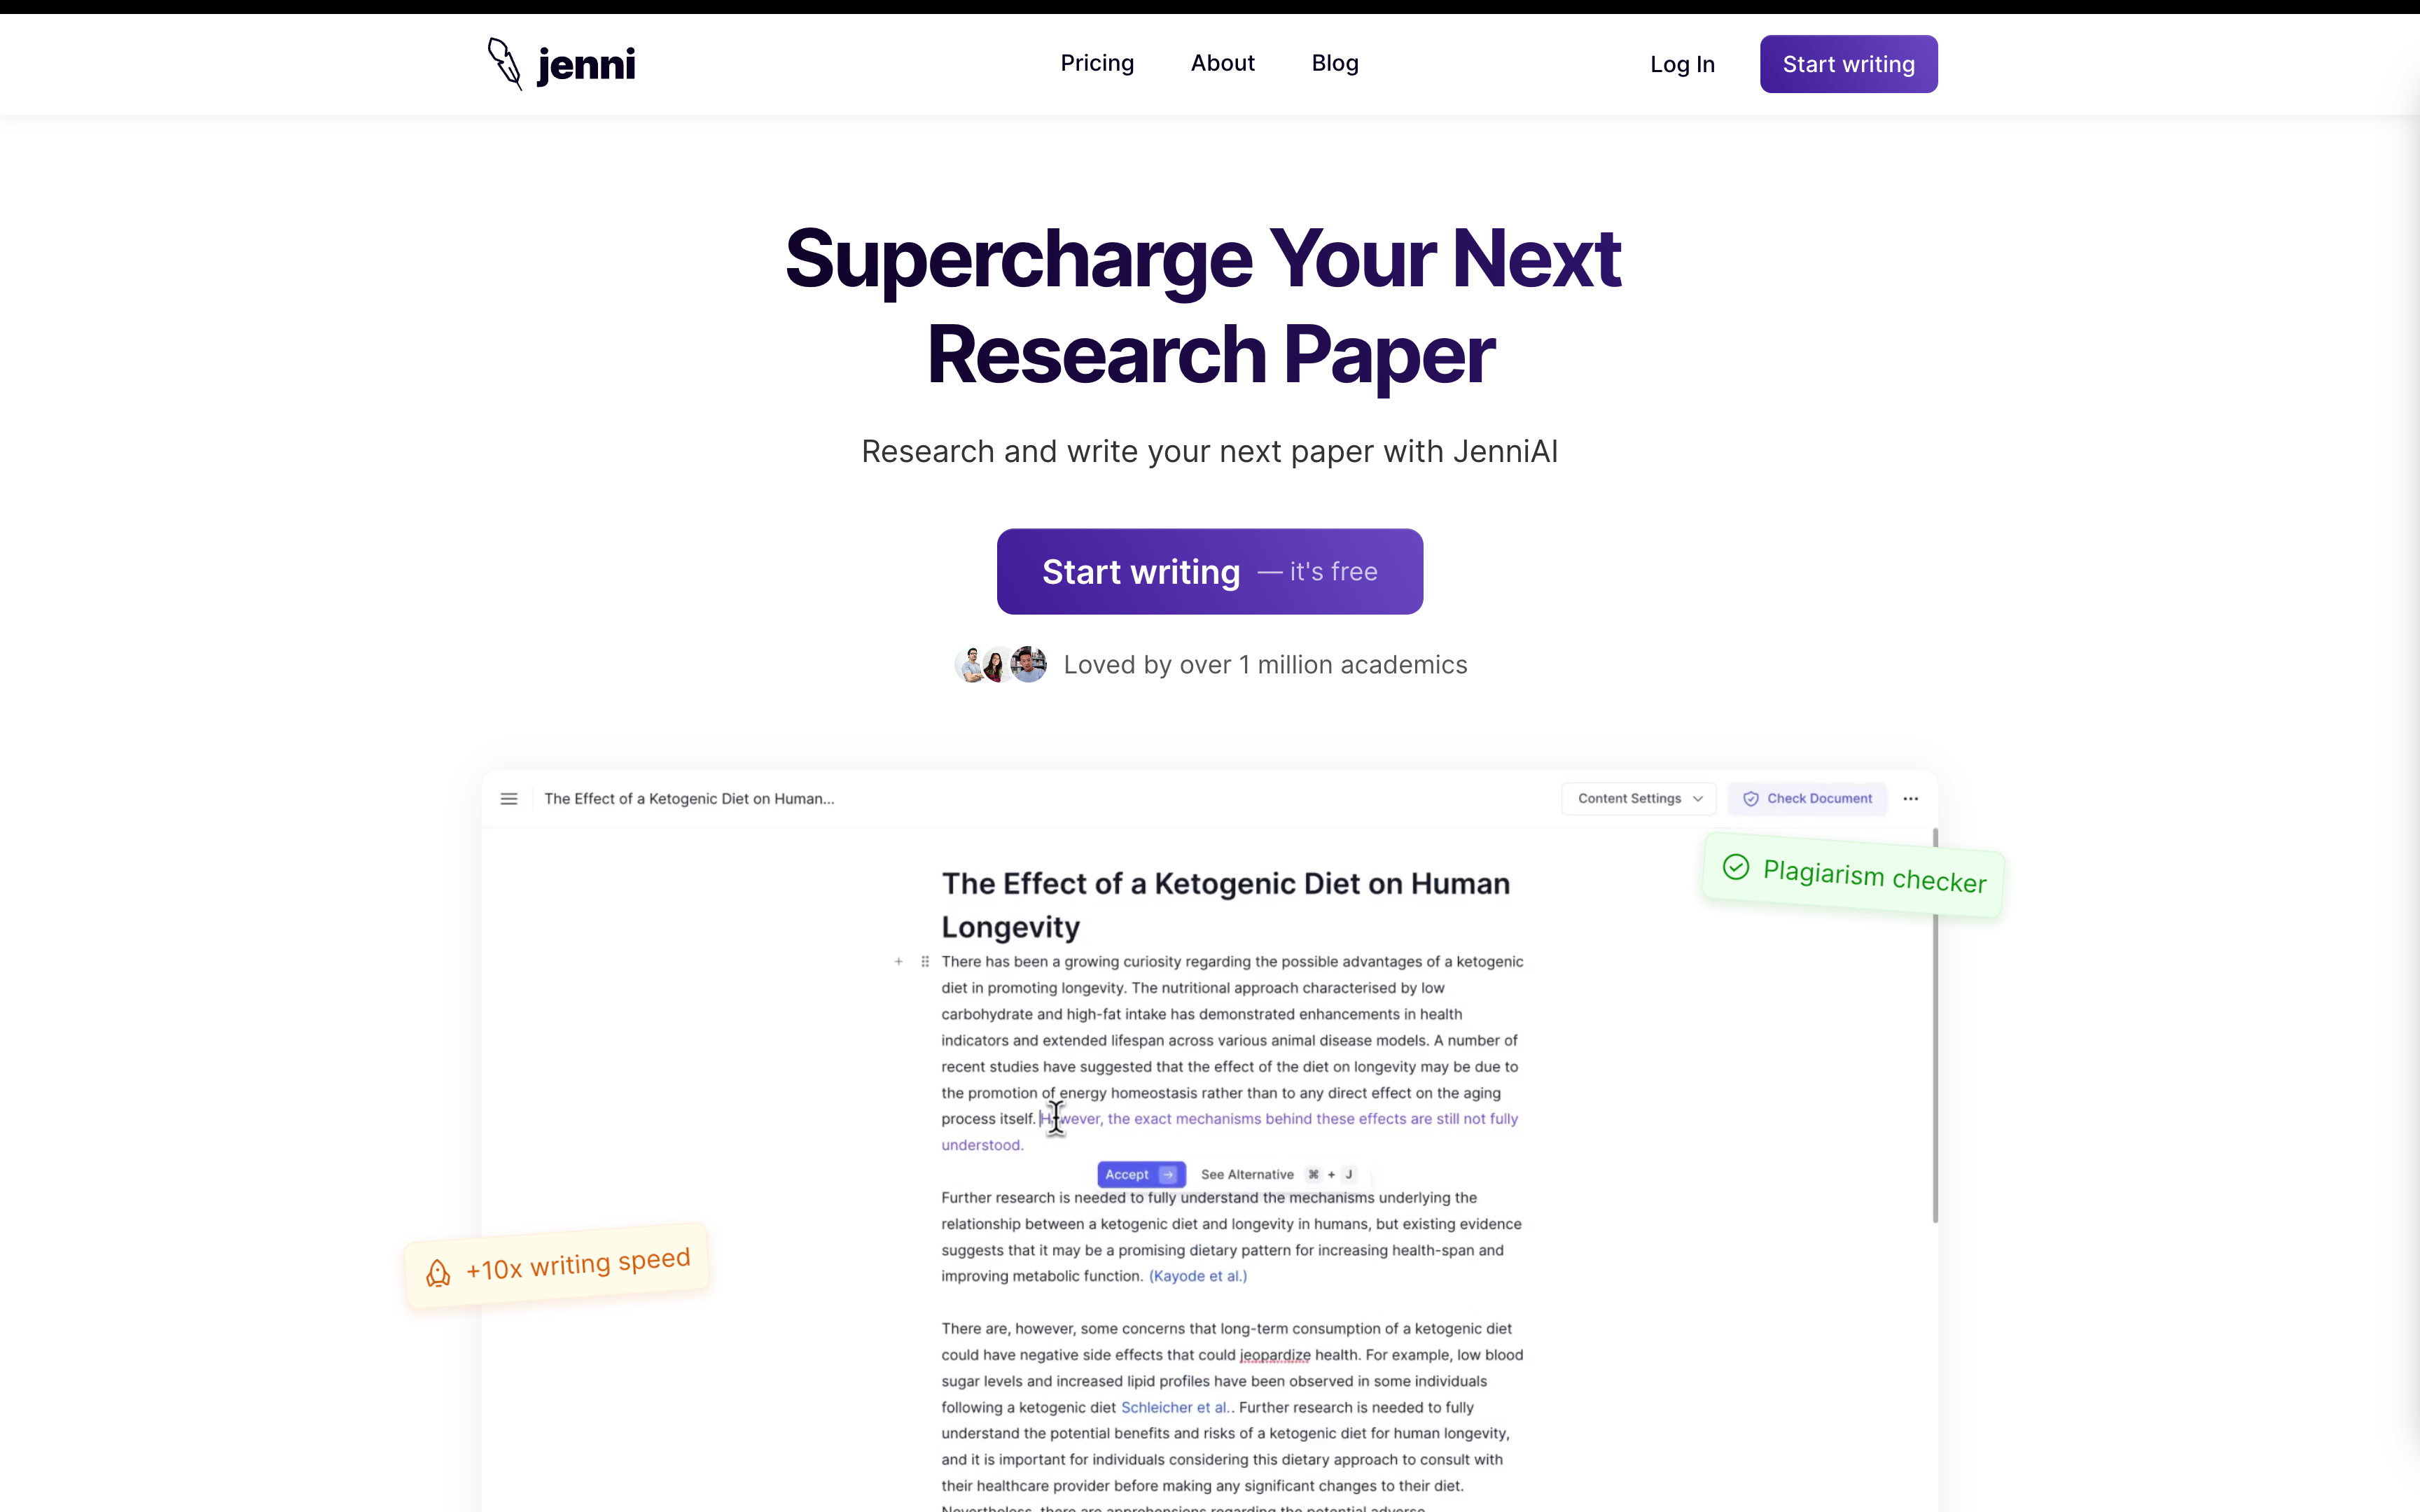 jenni
Pricing
About
Blog
Log In
Start writing
Supercharge Your Next
Research Paper
Research and write your next paper with JenniAI
Start writing — it's free
Loved by over 1 million academics
The Effect of a Ketogenic Diet on Human...
Content Settings
Check Document
Plagiarism checker
The Effect of a Ketogenic Diet on Human
Longevity
There has been a growing curiosity regarding the possible advantages of a ketogenic
diet in promoting longevity. The nutritional approach characterised by low
carbohydrate and high-fat intake has demonstrated enhancements in health
indicators and extended lifespan across various animal disease models. A number of
recent studies have suggested that the effect of the diet on longevity may be due to
the promotion of energy homeostasis rather than to any direct effect on the aging
process itself. However, the exact mechanisms behind these effects are still not fully
understood.
Accept → See Alternative ⌘ + J
Further research is needed to fully understand the mechanisms underlying the
relationship between a ketogenic diet and longevity in humans, but existing evidence
suggests that it may be a promising dietary pattern for increasing health-span and
improving metabolic function. (Kayode et al.)
+10x writing speed
There are, however, some concerns that long-term consumption of a ketogenic diet
could have negative side effects that could jeopardize health. For example, low blood
sugar levels and increased lipid profiles have been observed in some individuals
following a ketogenic diet Schleicher et al.. Further research is needed to fully
understand the potential benefits and risks of a ketogenic diet for human longevity,
and it is important for individuals considering this dietary approach to consult with
their healthcare provider before making any significant changes to their diet.
Nevertheless, there are apprehensions regarding the potential adverse